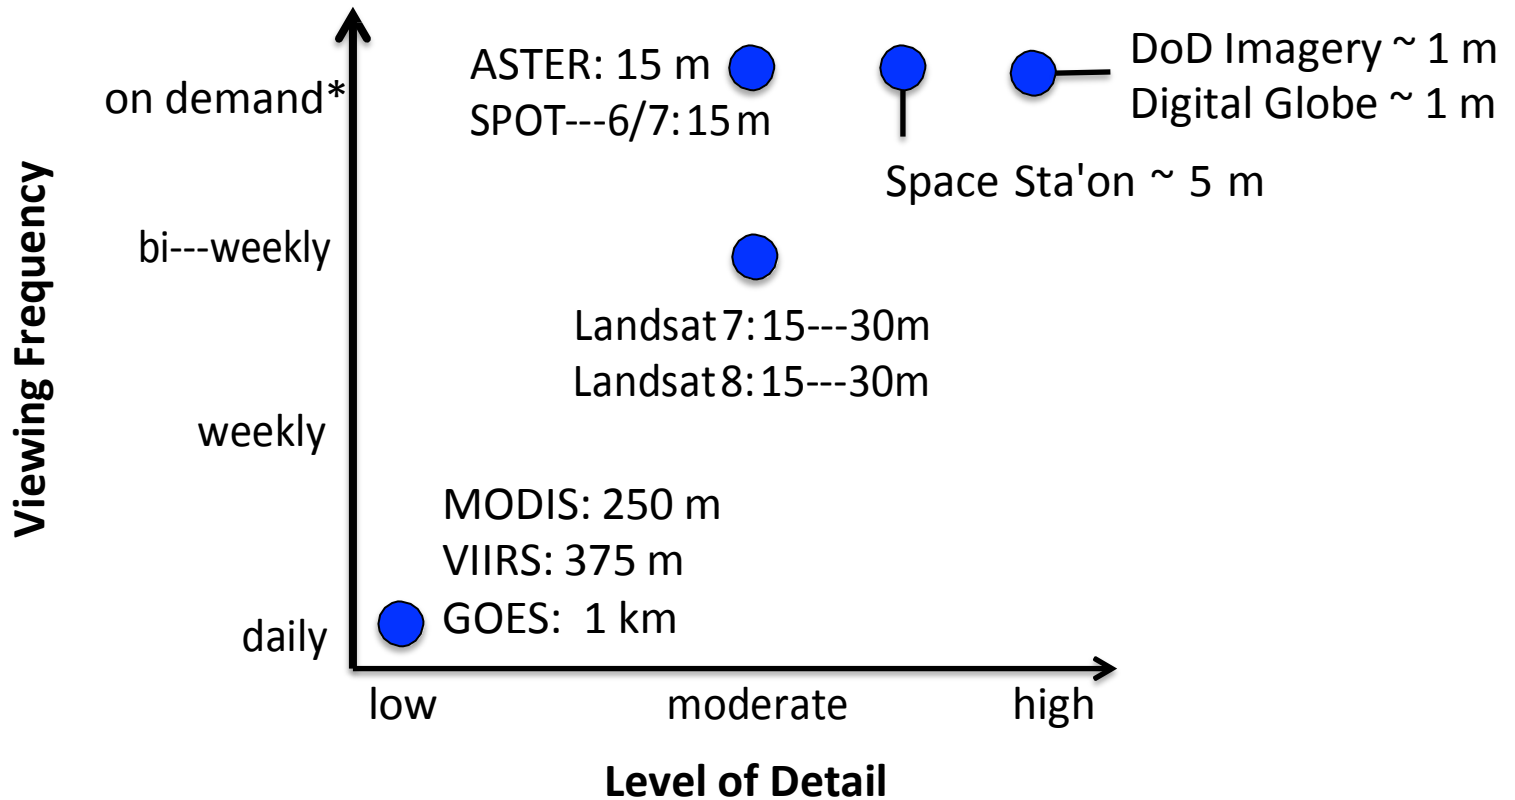 ASTER: 15 m
SPOT---6/7: 15 m
DoD Imagery ~ 1 m
Digital Globe ~ 1 m
Space Sta'on ~ 5 m
on demand*
bi---weekly
Landsat 7: 15---30m
Landsat 8: 15---30m
weekly
MODIS: 250 m
VIIRS: 375 m
GOES: 1 km
daily
Viewing Frequency
low
moderate
high
Level of Detail